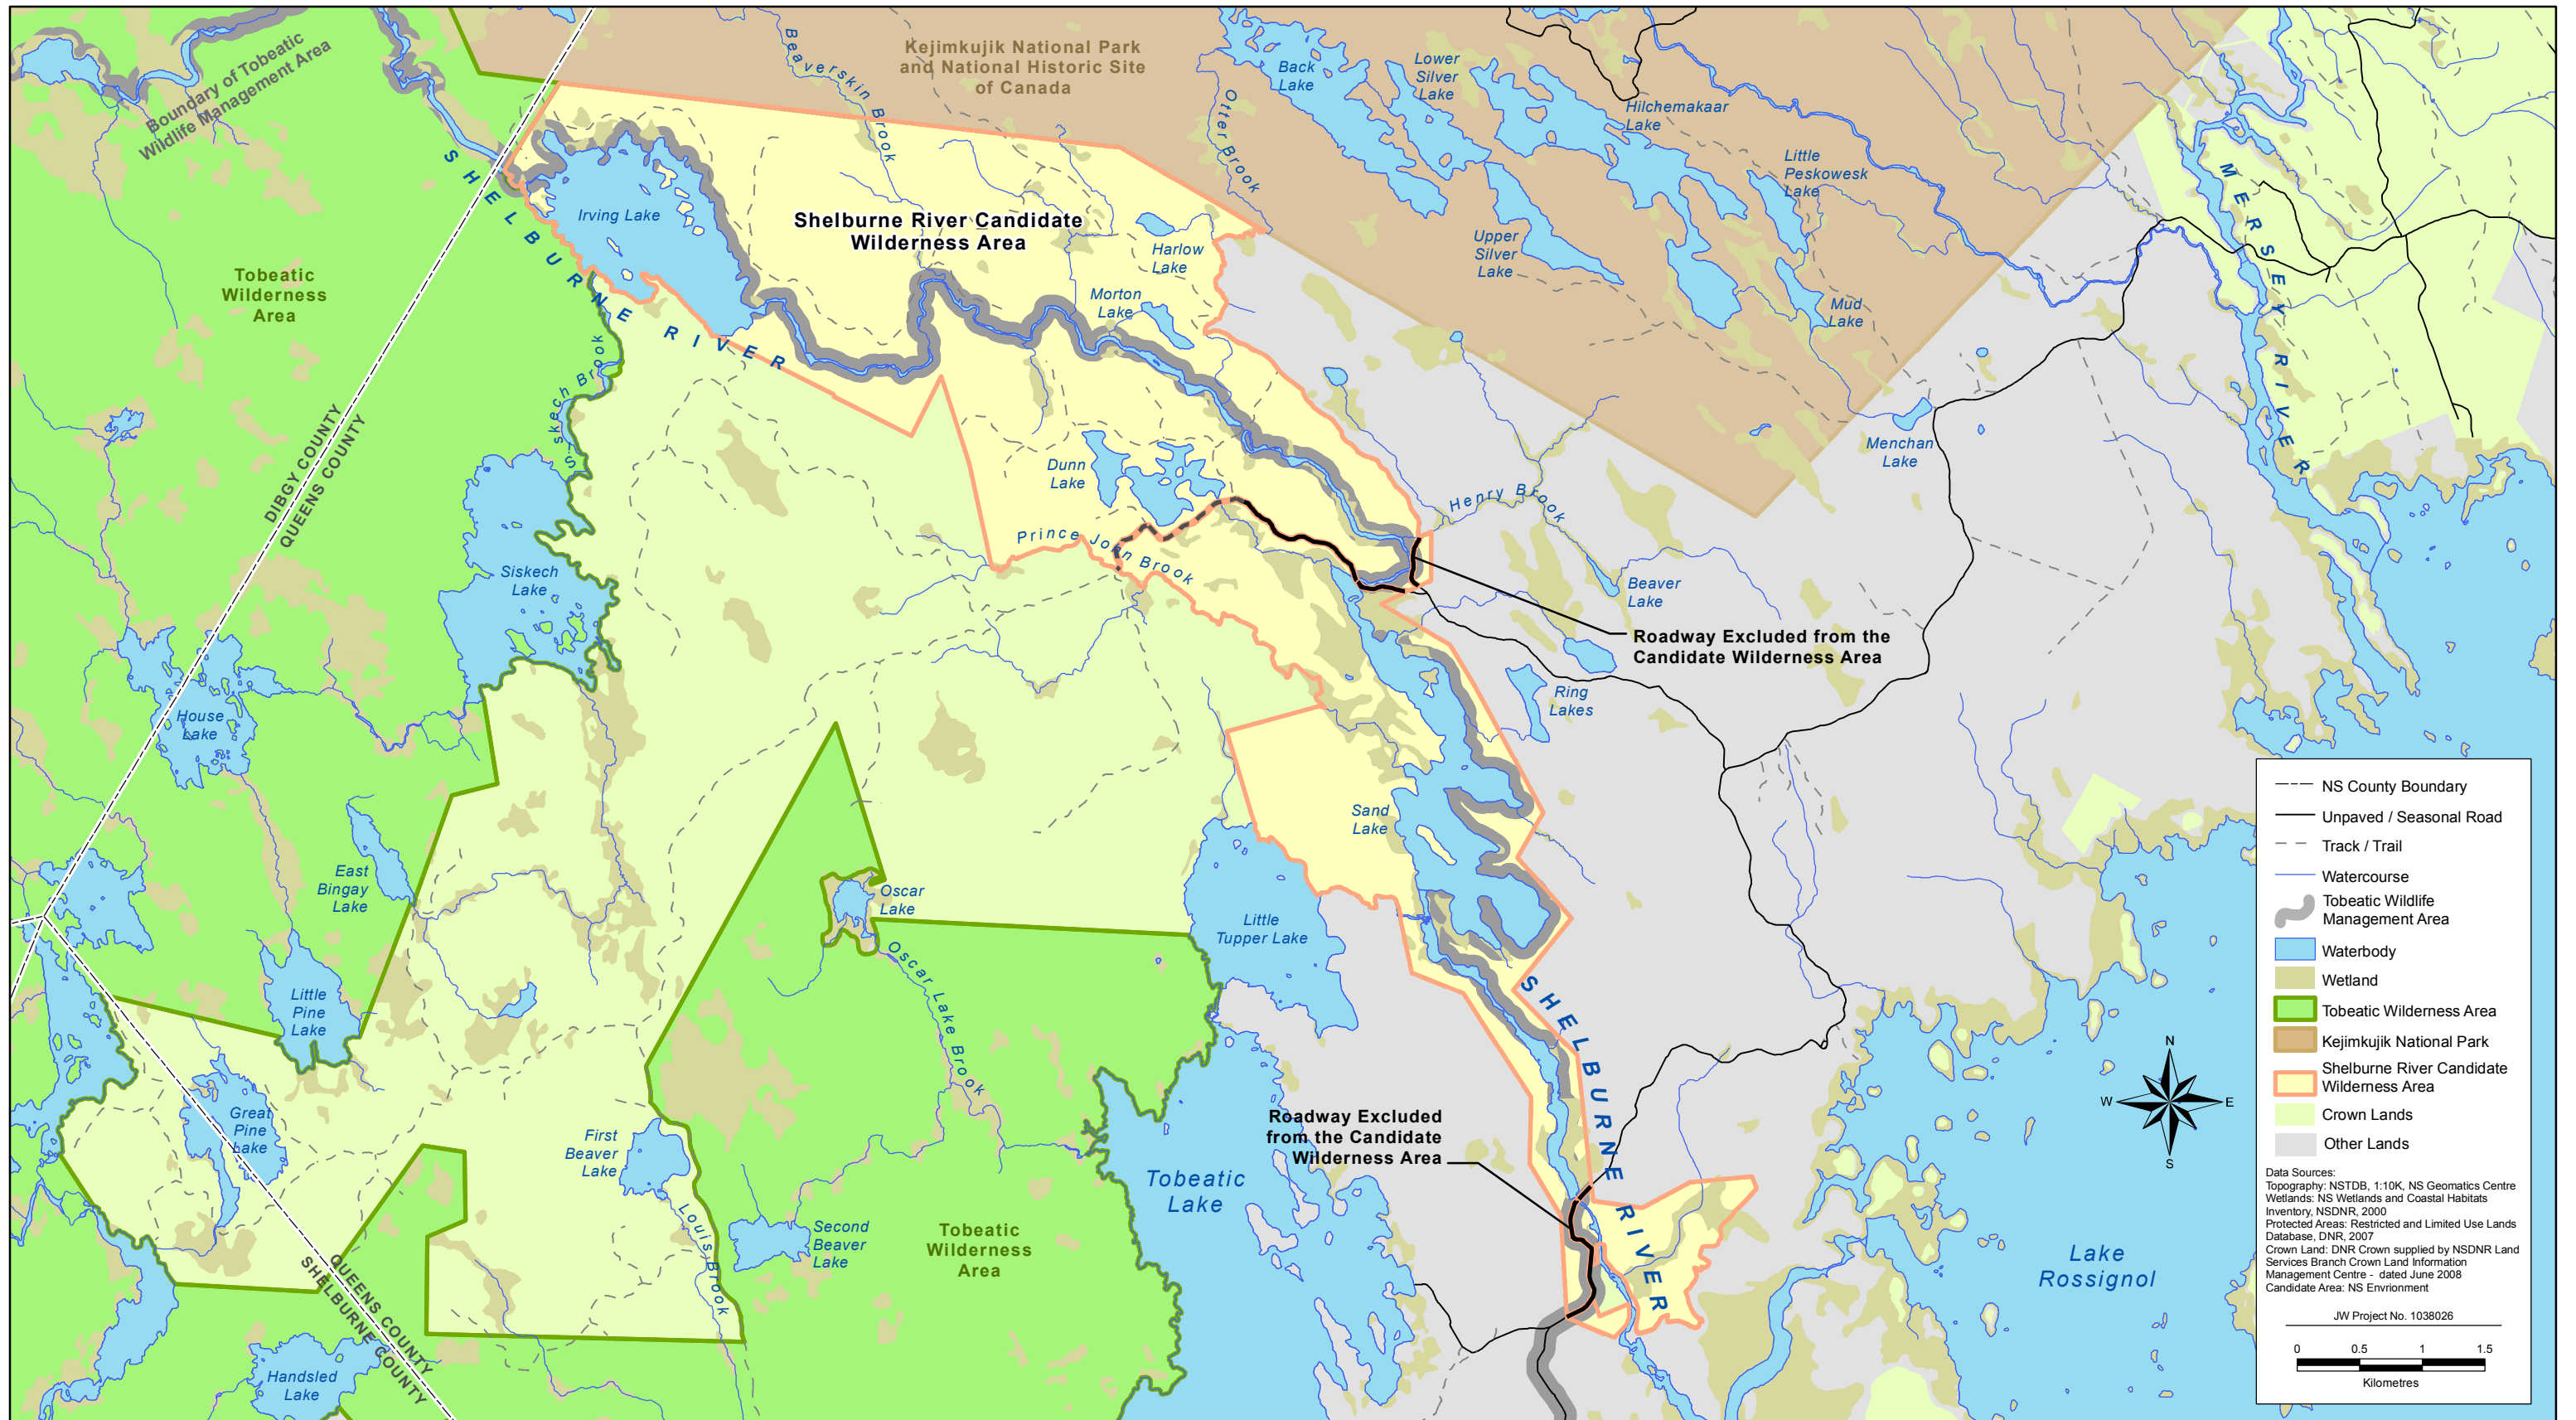 Boundary of Tobeatic
Wildlife Management Area
Kejimkujik National Park
and National Historic Site
of Canada
Beaverskin Brook
Otter Brook
Back
Lake
Lower
Silver
Lake
Hilchemakaar
Lake
Little
Peskowesk
Lake
Upper
Silver
Lake
Mud
Lake
MERSEY RIVER
SHELBURNE RIVER
Irving Lake
Shelburne River Candidate
Wilderness Area
Harlow
Lake
Morton
Lake
Tobeatic
Wilderness
Area
Siskech Brook
DIBGY COUNTY
QUEENS COUNTY
Dunn
Lake
Menchan
Lake
Henry Brook
Prince John Brook
Siskech
Lake
Beaver
Lake
Roadway Excluded from the
Candidate Wilderness Area
Ring
Lakes
House
Lake
Sand
Lake
East
Bingay
Lake
Oscar
Lake
Little
Tupper Lake
Oscar Lake Brook
Little
Pine
Lake
SHELBURNE RIVER
Great
Pine
Lake
First
Beaver
Lake
Roadway Excluded
from the Candidate
Wilderness Area
Tobeatic
Lake
Louis Brook
Second
Beaver
Lake
Tobeatic
Wilderness
Area
Lake
Rossignol
QUEENS COUNTY
SHELBURNE COUNTY
Handsled
Lake
NS County Boundary
Unpaved / Seasonal Road
Track / Trail
Watercourse
Tobeatic Wildlife
Management Area
Waterbody
Wetland
Tobeatic Wilderness Area
Kejimkujik National Park
Shelburne River Candidate
Wilderness Area
Crown Lands
Other Lands
N
W
E
S
Data Sources:
Topography: NSTDB, 1:10K, NS Geomatics Centre
Wetlands: NS Wetlands and Coastal Habitats
Inventory, NSDNR, 2000
Protected Areas: Restricted and Limited Use Lands
Database, DNR, 2007
Crown Land: DNR Crown supplied by NSDNR Land
Services Branch Crown Land Information
Management Centre - dated June 2008
Candidate Area: NS Envrionment
JW Project No. 1038026
0 0.5 1 1.5
Kilometres